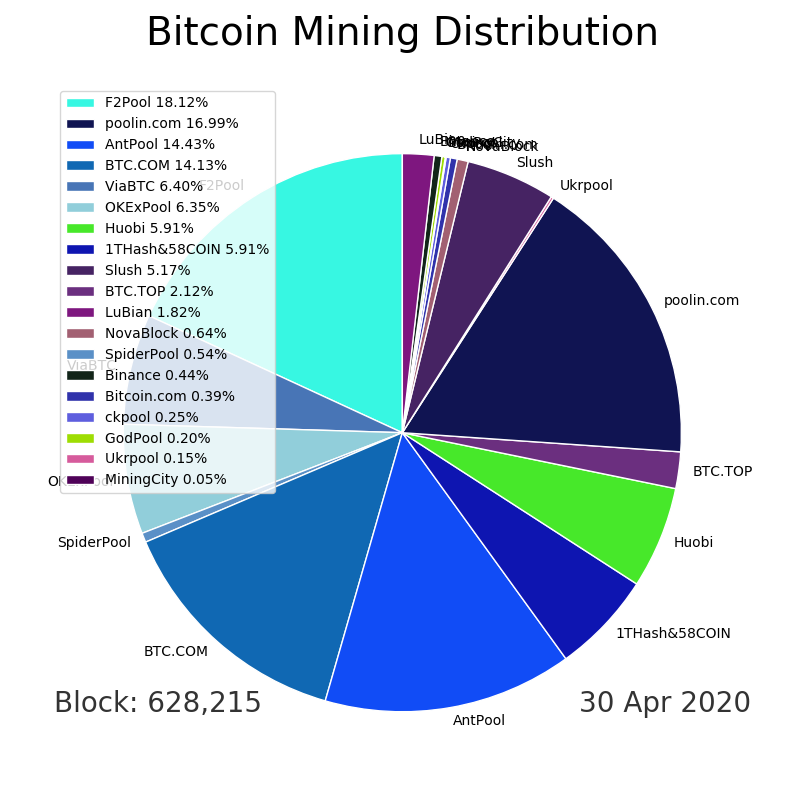 Bitcoin Mining Distribution
F2Pool 18.12%
poolin.com 16.99%
AntPool 14.43%
BTC.COM 14.13%
ViaBTC 6.40%
OKExPool 6.35%
Huobi 5.91%
1THash&58COIN 5.91%
Slush 5.17%
BTC.TOP 2.12%
LuBian 1.82%
NovaBlock 0.64%
SpiderPool 0.54%
Binance 0.44%
Bitcoin.com 0.39%
ckpool 0.25%
GodPool 0.20%
Ukrpool 0.15%
MiningCity 0.05%
LuBian
NovaBlock
Slush
Ukrpool
F2Pool
poolin.com
ViaBTC
BTC.TOP
Huobi
SpiderPool
1THash&58COIN
BTC.COM
AntPool
Block: 628,215
30 Apr 2020